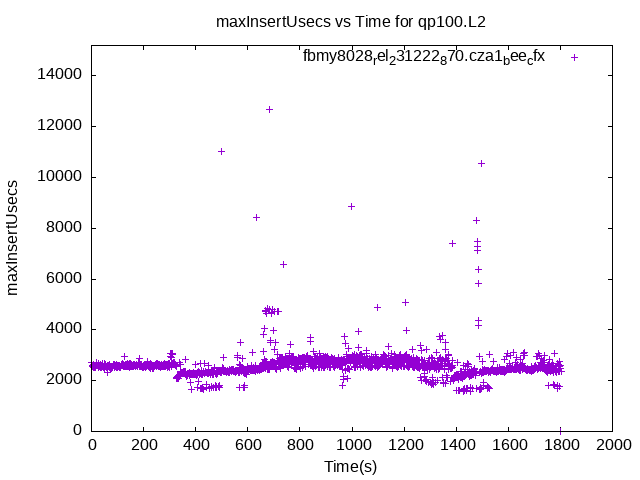 maxInsertUsecs vs Time for qp100.L2
fbmy8028rel231222870.cza1beecfx
maxInsertUsecs
14000
12000
10000
8000
6000
4000
2000
0
0 200 400 600 800 1000 1200 1400 1600 1800 2000
Time(s)